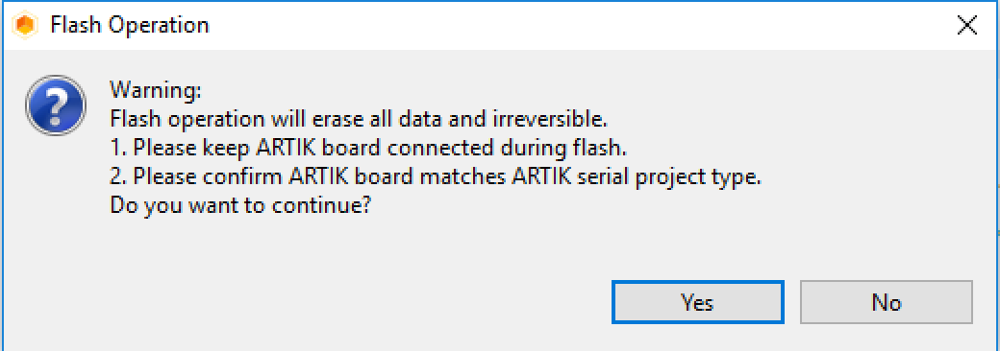 Flash Operation
Warning:
Flash operation will erase all data and irreversible.
1. Please keep ARTIK board connected during flash.
2. Please confirm ARTIK board matches ARTIK serial project type.
Do you want to continue?
Yes
No